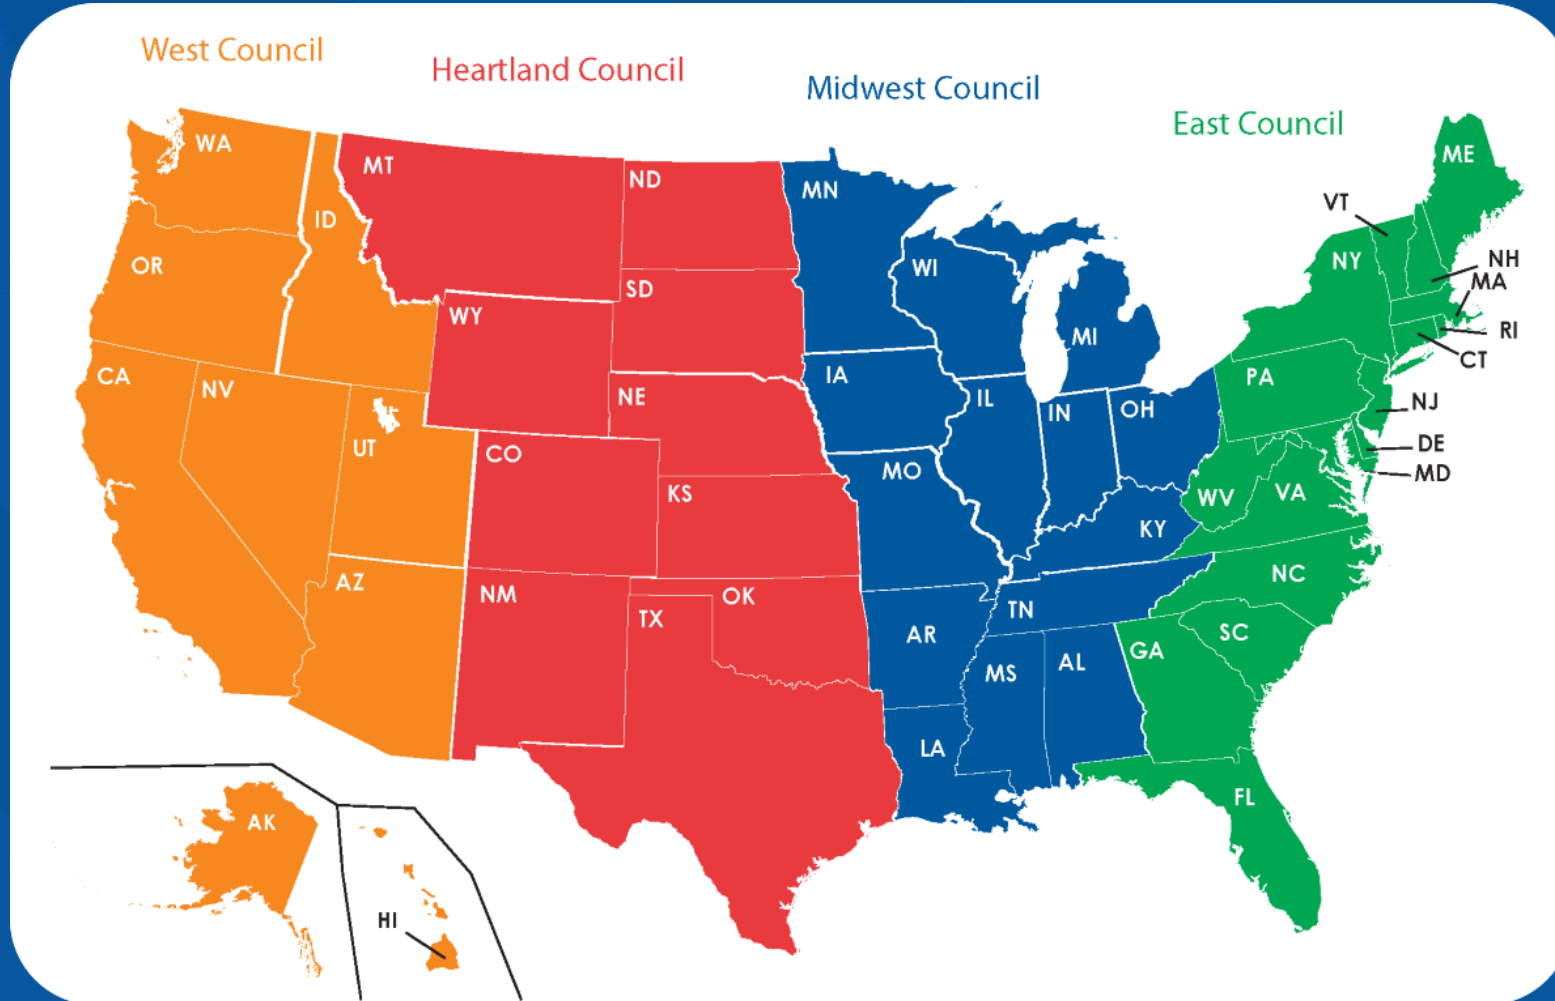 West Council
Heartland Council
Midwest Council
East Council
WA
MT
ND
MN
ME
VT
ID
OR
WI
NY
NH
MA
SD
WY
MI
RI
CT
CA
NV
NE
IA
IL
IN
OH
PA
NJ
UT
CO
DE
MD
KS
MO
WV
VA
KY
AZ
NM
OK
TX
TN
NC
AR
MS
AL
GA
SC
LA
FL
AK
HI